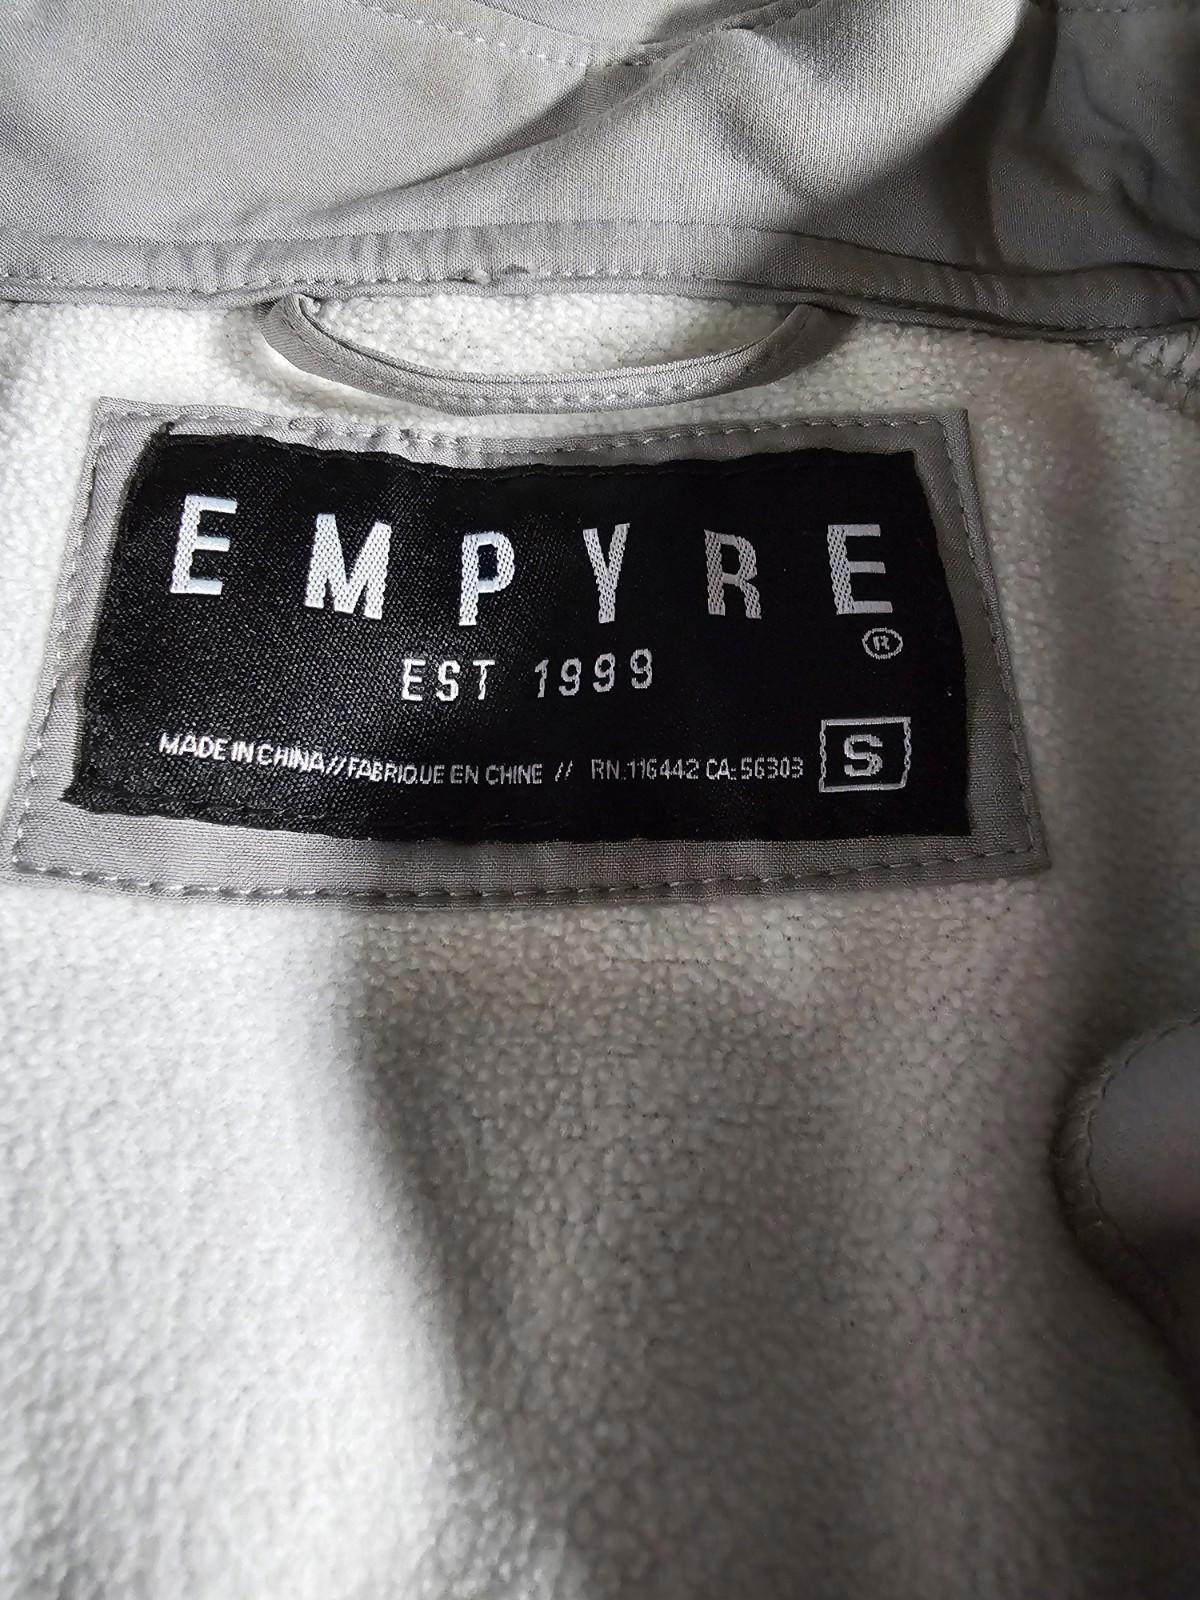 EMPYRE
®
EST 1999
MADE IN CHINA // FABRIQUE EN CHINE // RN:116442 CA:56303
S